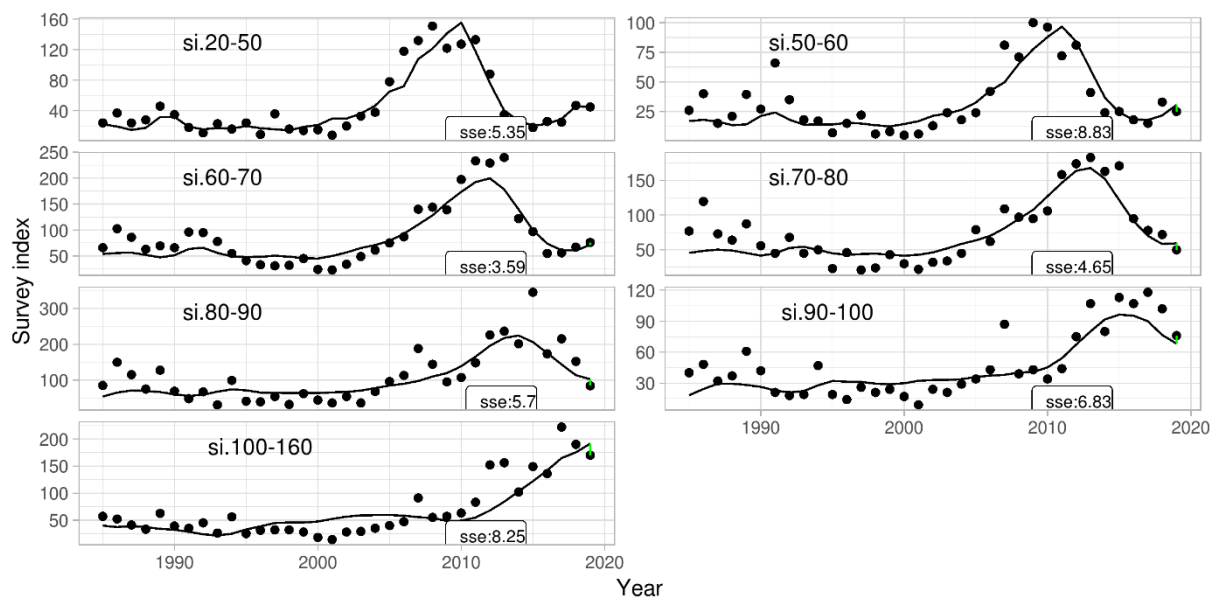 Survey index
si.20-50
160
120
80
40
sse:5.35
si.50-60
100
75
50
25
sse:8.83
si.60-70
250
200
150
100
50
sse:3.59
si.70-80
150
100
50
sse:4.65
si.80-90
300
200
100
sse:5.7
si.90-100
120
90
60
30
sse:6.83
1990 2000 2010 2020
si.100-160
200
150
100
50
sse:8.25
1990 2000 2010 2020
Year